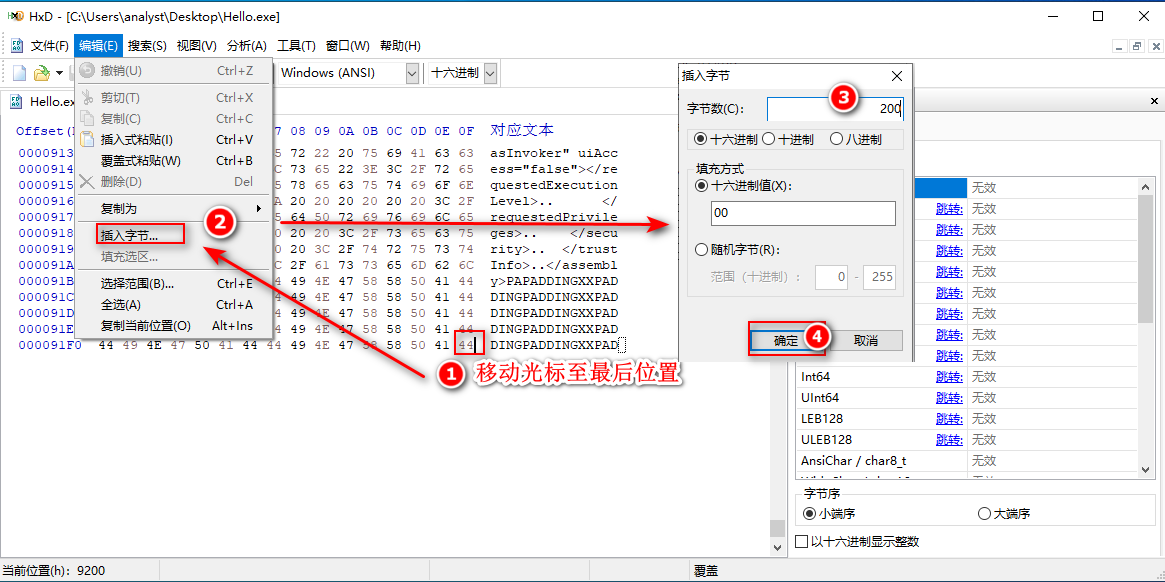 HxD - [C:\Users\analyst\Desktop\Hello.exe]
文件(F) 编辑(E) 搜索(S) 视图(V) 分析(A) 工具(T) 窗口(W) 帮助(H)
撤销(U) Ctrl+Z
Windows (ANSI) 十六进制
剪切(T) Ctrl+X
复制(C) Ctrl+C
插入式粘贴(I) Ctrl+V
覆盖式粘贴(W) Ctrl+B
删除(D) Del
复制为
插入字节...
填充选区...
选择范围(B)... Ctrl+E
全选(A) Ctrl+A
复制当前位置(O) Alt+Ins
Hello.ex
Offset( 07 08 09 0A 0B 0C 0D 0E 0F 对应文本
0000913 72 22 20 75 69 41 63 63 asInvoker" uiAcc
0000914 73 65 22 3E 3C 2F 72 65 ess="false"></re
0000915 78 65 63 75 74 69 6F 6E questedExecution
0000916 20 20 20 20 20 20 3C 2F Level>.. </
0000917 64 50 72 69 76 69 6C 65 requestedPrivile
0000918 20 20 3C 2F 73 65 63 75 ges>.. </secu
0000919 20 3C 2F 74 72 75 73 74 rity>.. </trust
000091A 2F 61 73 73 65 6D 62 6C Info>..</assembl
000091B 49 4E 47 58 58 50 41 44 y>PAPADDINGXXPAD
000091C 49 4E 47 58 58 50 41 44 DINGPADDINGXXPAD
000091D 49 4E 47 58 58 50 41 44 DINGPADDINGXXPAD
000091E 49 4E 47 58 58 50 41 44 DINGPADDINGXXPAD
000091F0 44 49 4E 47 50 41 44 44 49 4E 47 58 58 50 41 44 DINGPADDINGXXPAD
① 移动光标至最后位置
②
插入字节
字节数(C): 200
③
十六进制 十进制 八进制
填充方式
十六进制值(X):
00
随机字节(R):
范围（十进制）: 0 - 255
确定 取消
④
无效
跳转: 无效
跳转: 无效
跳转: 无效
跳转: 无效
跳转: 无效
跳转: 无效
跳转: 无效
跳转: 无效
Int64 跳转: 无效
UInt64 跳转: 无效
LEB128 跳转: 无效
ULEB128 跳转: 无效
AnsiChar / char8_t 无效
字节序
小端序 大端序
以十六进制显示整数
当前位置(h): 9200 覆盖